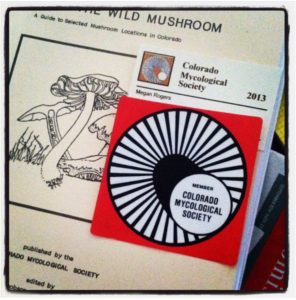 THE WILD MUSHROOM
A Guide to Selected Mushroom Locations in Colorado
Colorado
Mycological
Society
2013
Megan Rogers
MEMBER
COLORADO
MYCOLOGICAL
SOCIETY
published by the
RADO MYCOLOGICAL SOCIETY
edited by